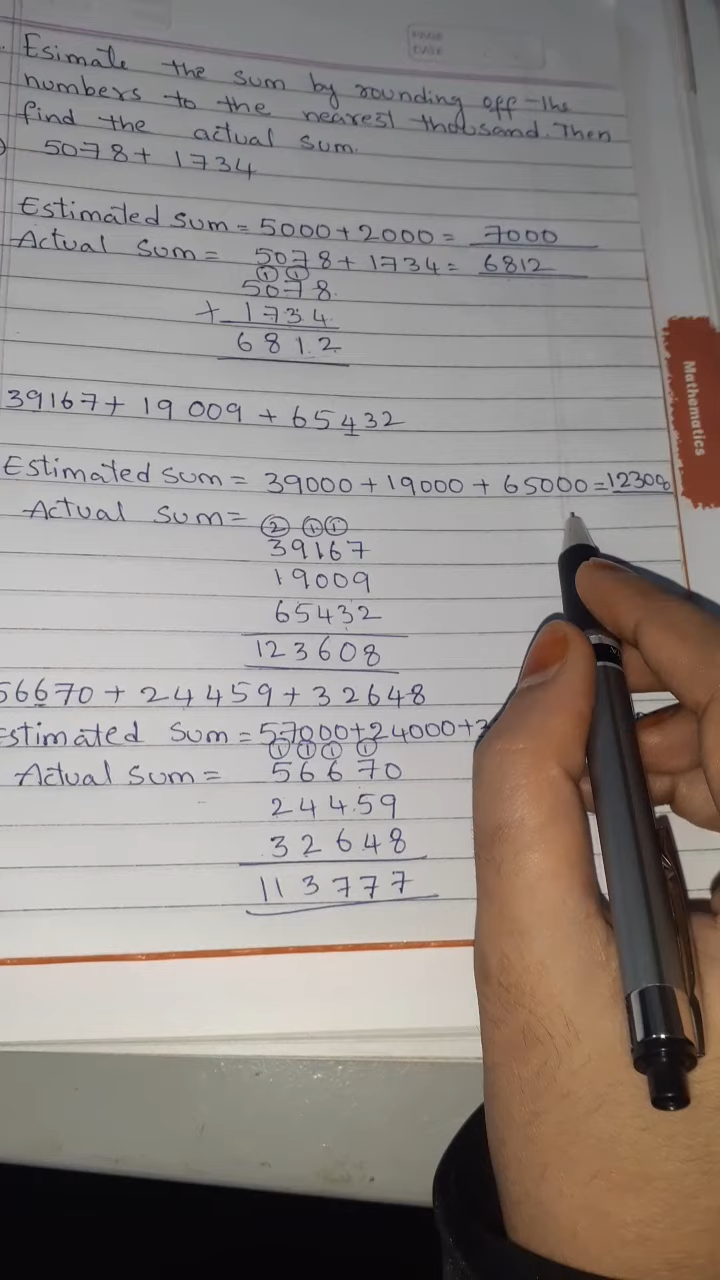 PAGE
DATE
Esimate the sum by rounding off the
numbers to the nearest thousand. Then
find the actual sum.
5078 + 1734
Estimated Sum = 5000 + 2000 = 7000
Actual Sum = 5078 + 1734 = 6812
1 1
5078
+ 1734
6812
39167 + 19009 + 65432
Estimated Sum = 39000 + 19000 + 65000 = 12300
Actual Sum =
2 1 1
39167
19009
65432
123608
56670 + 24459 + 32648
Estimated Sum = 57000 + 24000 + 3
1 1 1 1
Actual Sum = 56670
24459
32648
113777
Mathematics